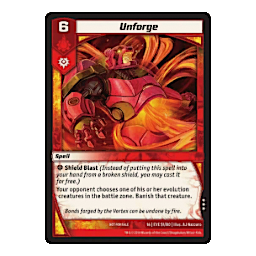 6
Unforge
Spell
Shield Blast (Instead of putting this spell into
your hand from a broken shield, you may cast it
for free.)
Your opponent chooses one of his or her evolution
creatures in the battle zone. Banish that creature.
Bonds forged by the Vortex can be undone by fire.